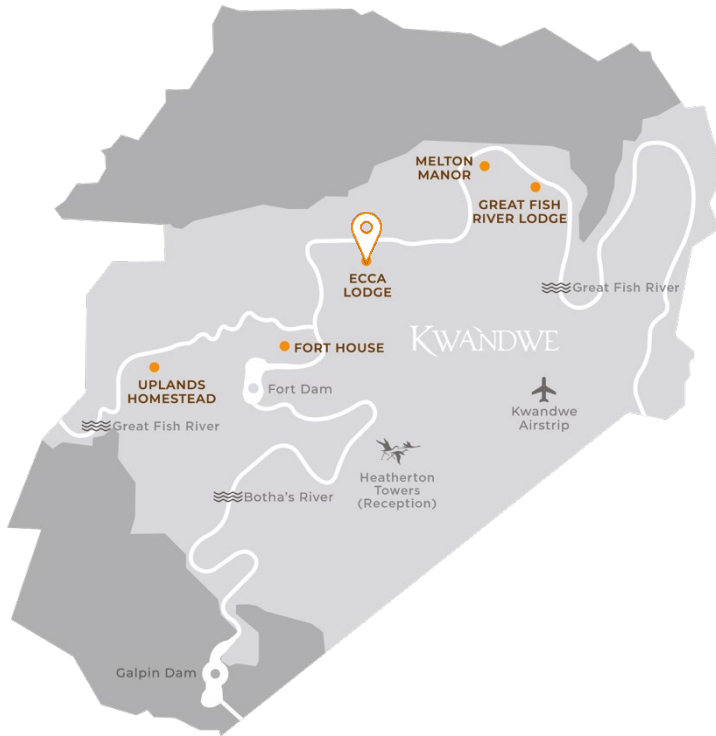 MELTON
MANOR
GREAT FISH
RIVER LODGE
ECCA
LODGE
Great Fish River
KWANDWE
FORT HOUSE
UPLANDS
HOMESTEAD
Fort Dam
Kwandwe
Airstrip
Great Fish River
Heatherton
Towers
(Reception)
Botha's River
Galpin Dam